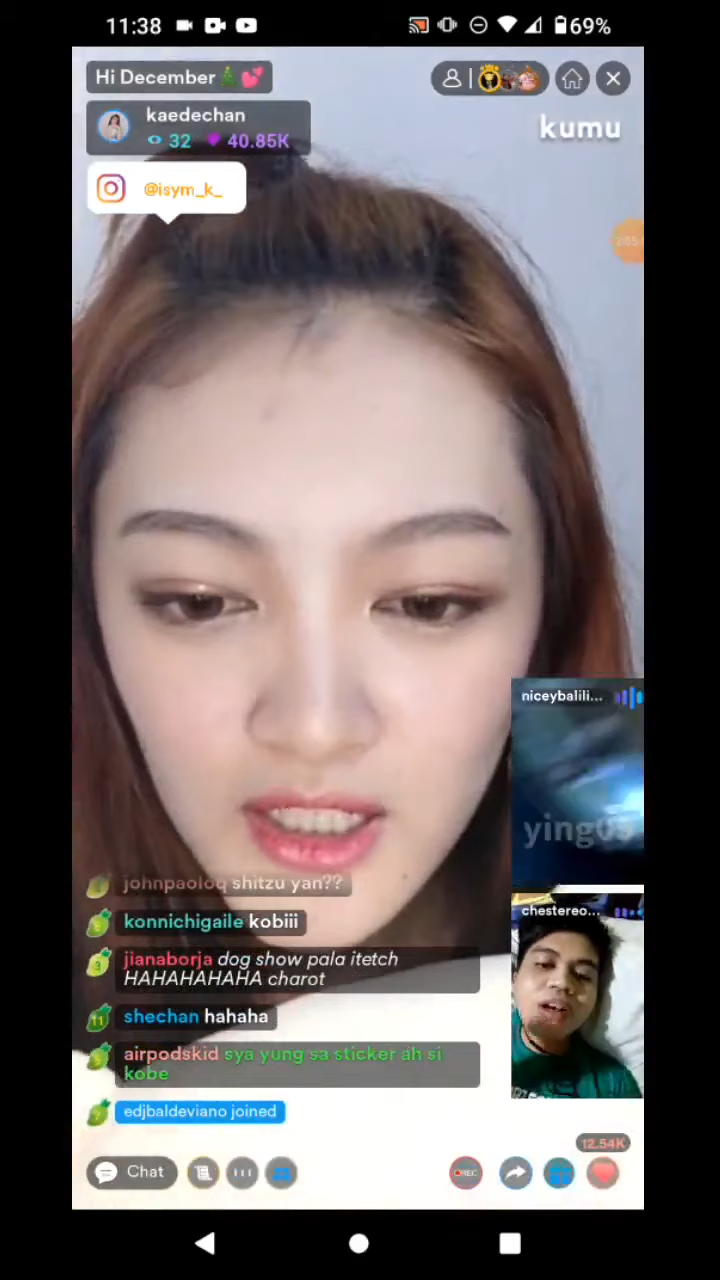 11:38
69%
Hi December🎄💕
kaedechan
32 40.85K
kumu
@isym_k_
niceybalili...
chestereo...
johnpaoloq shitzu yan??
konnichigaile kobiii
jianaborja dog show pala itetch
HAHAHAHAHA charot
shechan hahaha
airpodskid sya yung sa sticker ah si
kobe
edjbaldeviano joined
12.54K
Chat
REC